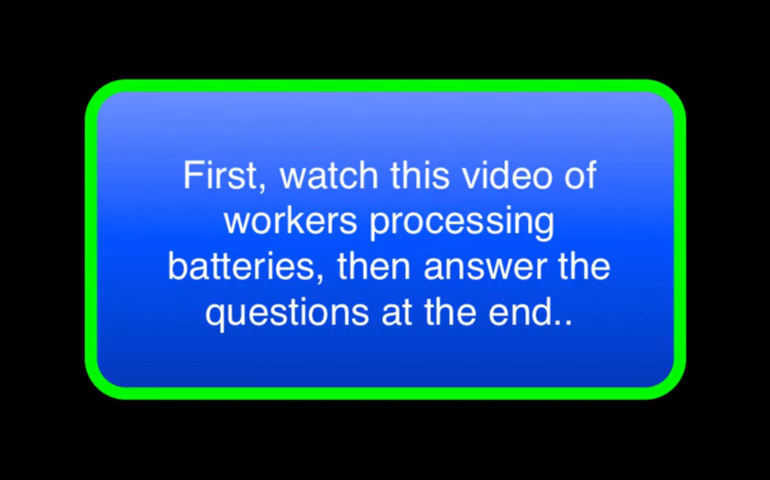 First, watch this video of
workers processing
batteries, then answer the
questions at the end..